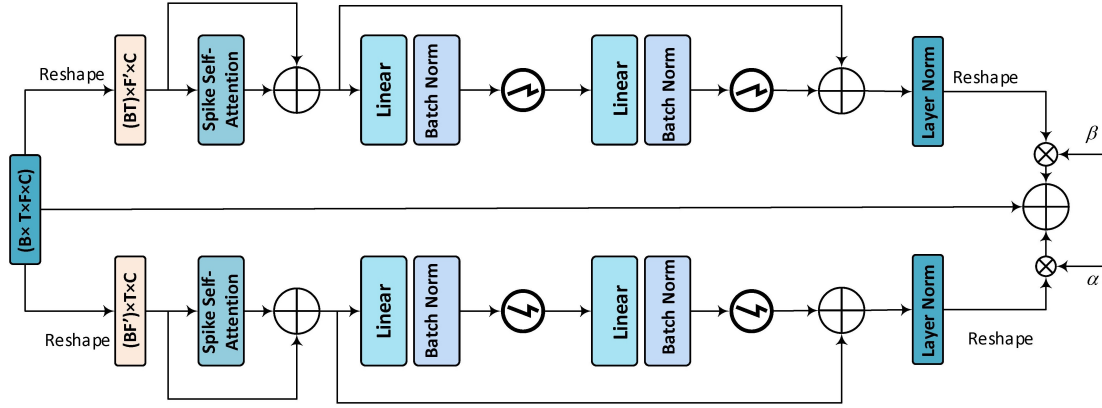 (B× T×F×C)
Reshape
(BT)×F'×C
Spike Self-
Attention
Linear
Batch Norm
Linear
Batch Norm
Layer Norm
Reshape
β
Reshape
(BF')×T×C
Spike Self-
Attention
Linear
Batch Norm
Linear
Batch Norm
Layer Norm
Reshape
α